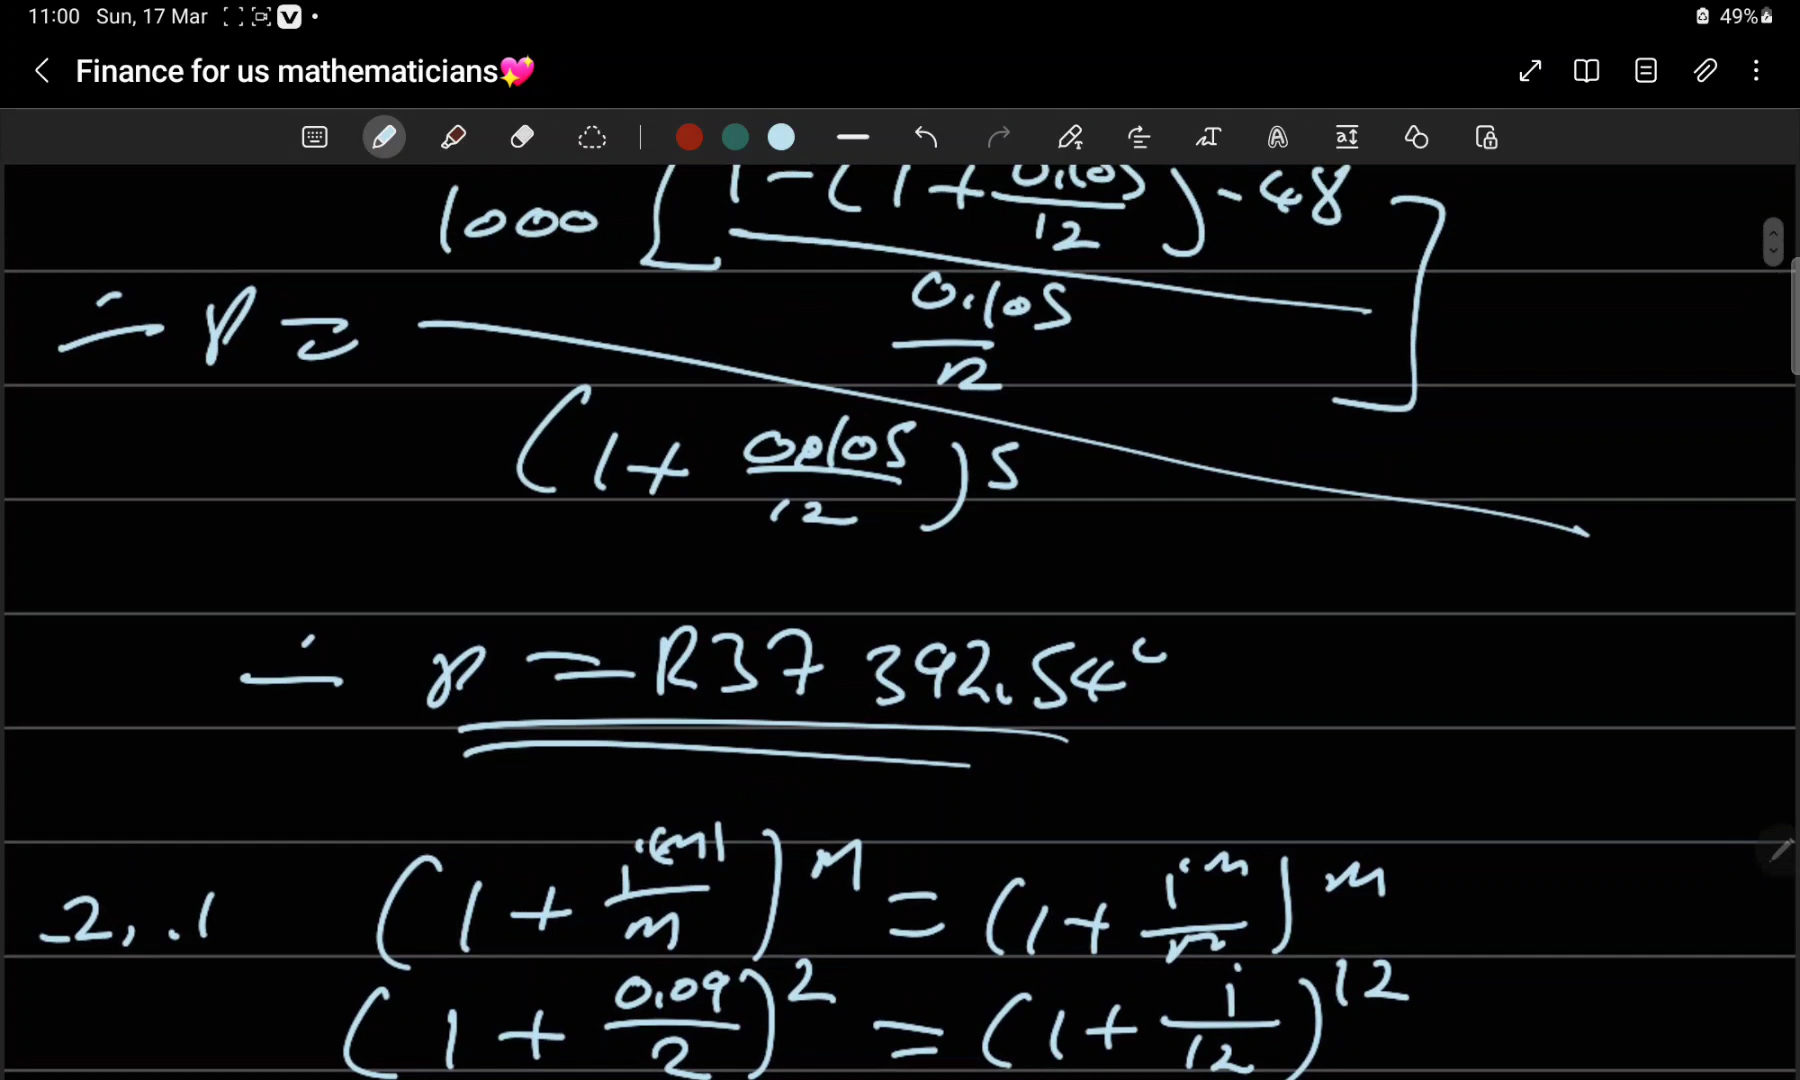 11:00 Sun, 17 Mar 49%
Finance for us mathematicians💖
1000 [ 1 - (1 + 0.105/12)^-48 / (0.105/12) ]
∴ P = ―――――
(1 + 0.105/12)^5
∴ P = R37 392.54c
2, .1 (1 + i^(m)/m)^m = (1 + i^m/n)^m
(1 + 0.09/2)^2 = (1 + i/12)^12